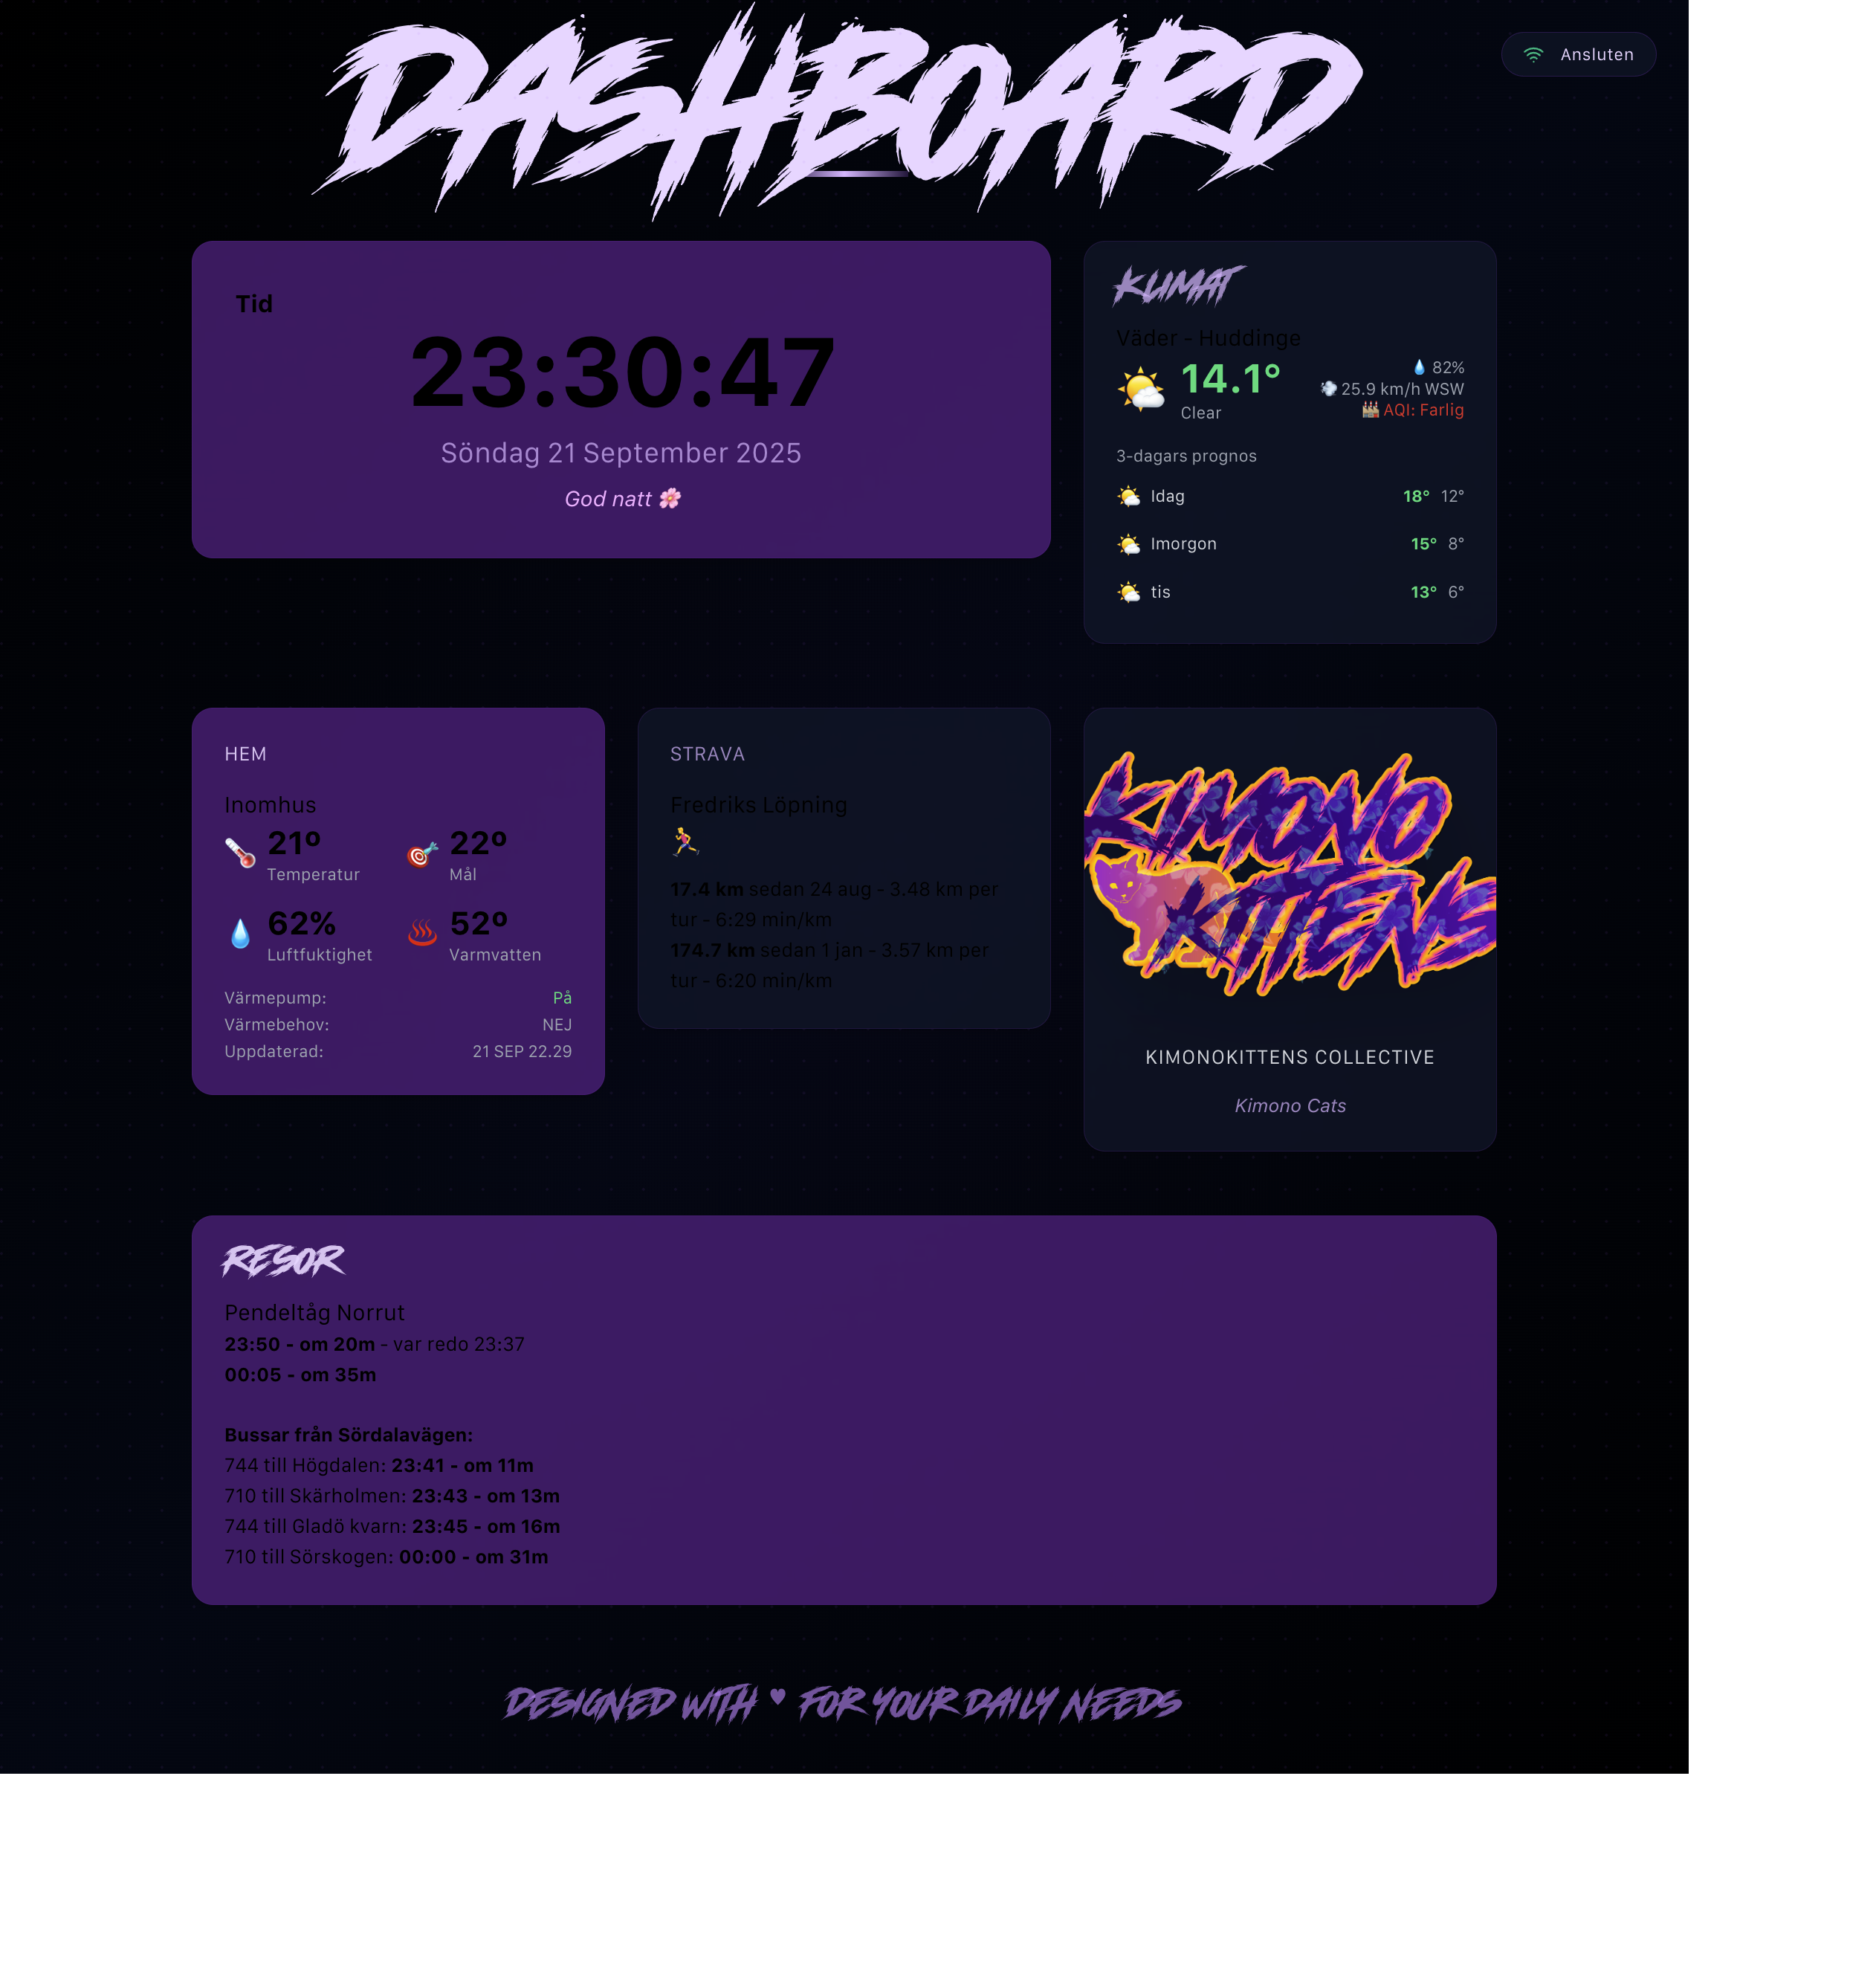 DASHBOARD
Ansluten
Tid
23:30:47
Söndag 21 September 2025
God natt 🌸
KLIMAT
Väder - Huddinge
14.1°
Clear
💧 82%
💨 25.9 km/h WSW
🏭 AQI: Farlig
3-dagars prognos
Idag 18° 12°
Imorgon 15° 8°
tis 13° 6°
HEM
Inomhus
21º
Temperatur
22º
Mål
62%
Luftfuktighet
52º
Varmvatten
Värmepump: På
Värmebehov: NEJ
Uppdaterad: 21 SEP 22.29
STRAVA
Fredriks Löpning
17.4 km sedan 24 aug - 3.48 km per
tur - 6:29 min/km
174.7 km sedan 1 jan - 3.57 km per
tur - 6:20 min/km
KIMONO
KITTENS
KIMONOKITTENS COLLECTIVE
Kimono Cats
RESOR
Pendeltåg Norrut
23:50 - om 20m - var redo 23:37
00:05 - om 35m
Bussar från Sördalavägen:
744 till Högdalen: 23:41 - om 11m
710 till Skärholmen: 23:43 - om 13m
744 till Gladö kvarn: 23:45 - om 16m
710 till Sörskogen: 00:00 - om 31m
DESIGNED WITH ♥ FOR YOUR DAILY NEEDS